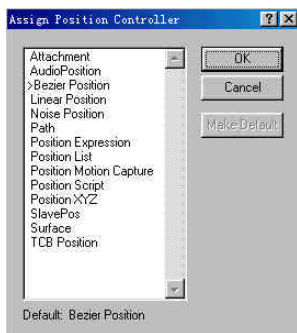 Assign Position Controller
Attachment
AudioPosition
>Bezier Position
Linear Position
Noise Position
Path
Position Expression
Position List
Position Motion Capture
Position Script
Position XYZ
SlavePos
Surface
TCB Position
OK
Cancel
Make Default
Default: Bezier Position